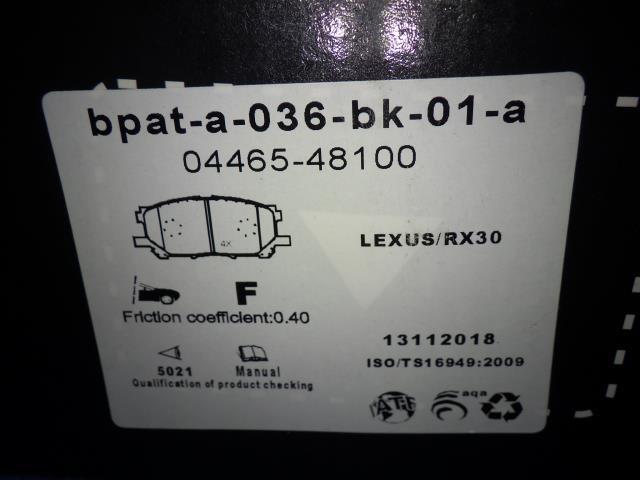 bpat-a-036-bk-01-a
04465-48100
4X
LEXUS/RX30
F
Friction coefficient:0.40
13112018
5021 Manual
ISO/TS16949:2009
Qualification of product checking
aqa